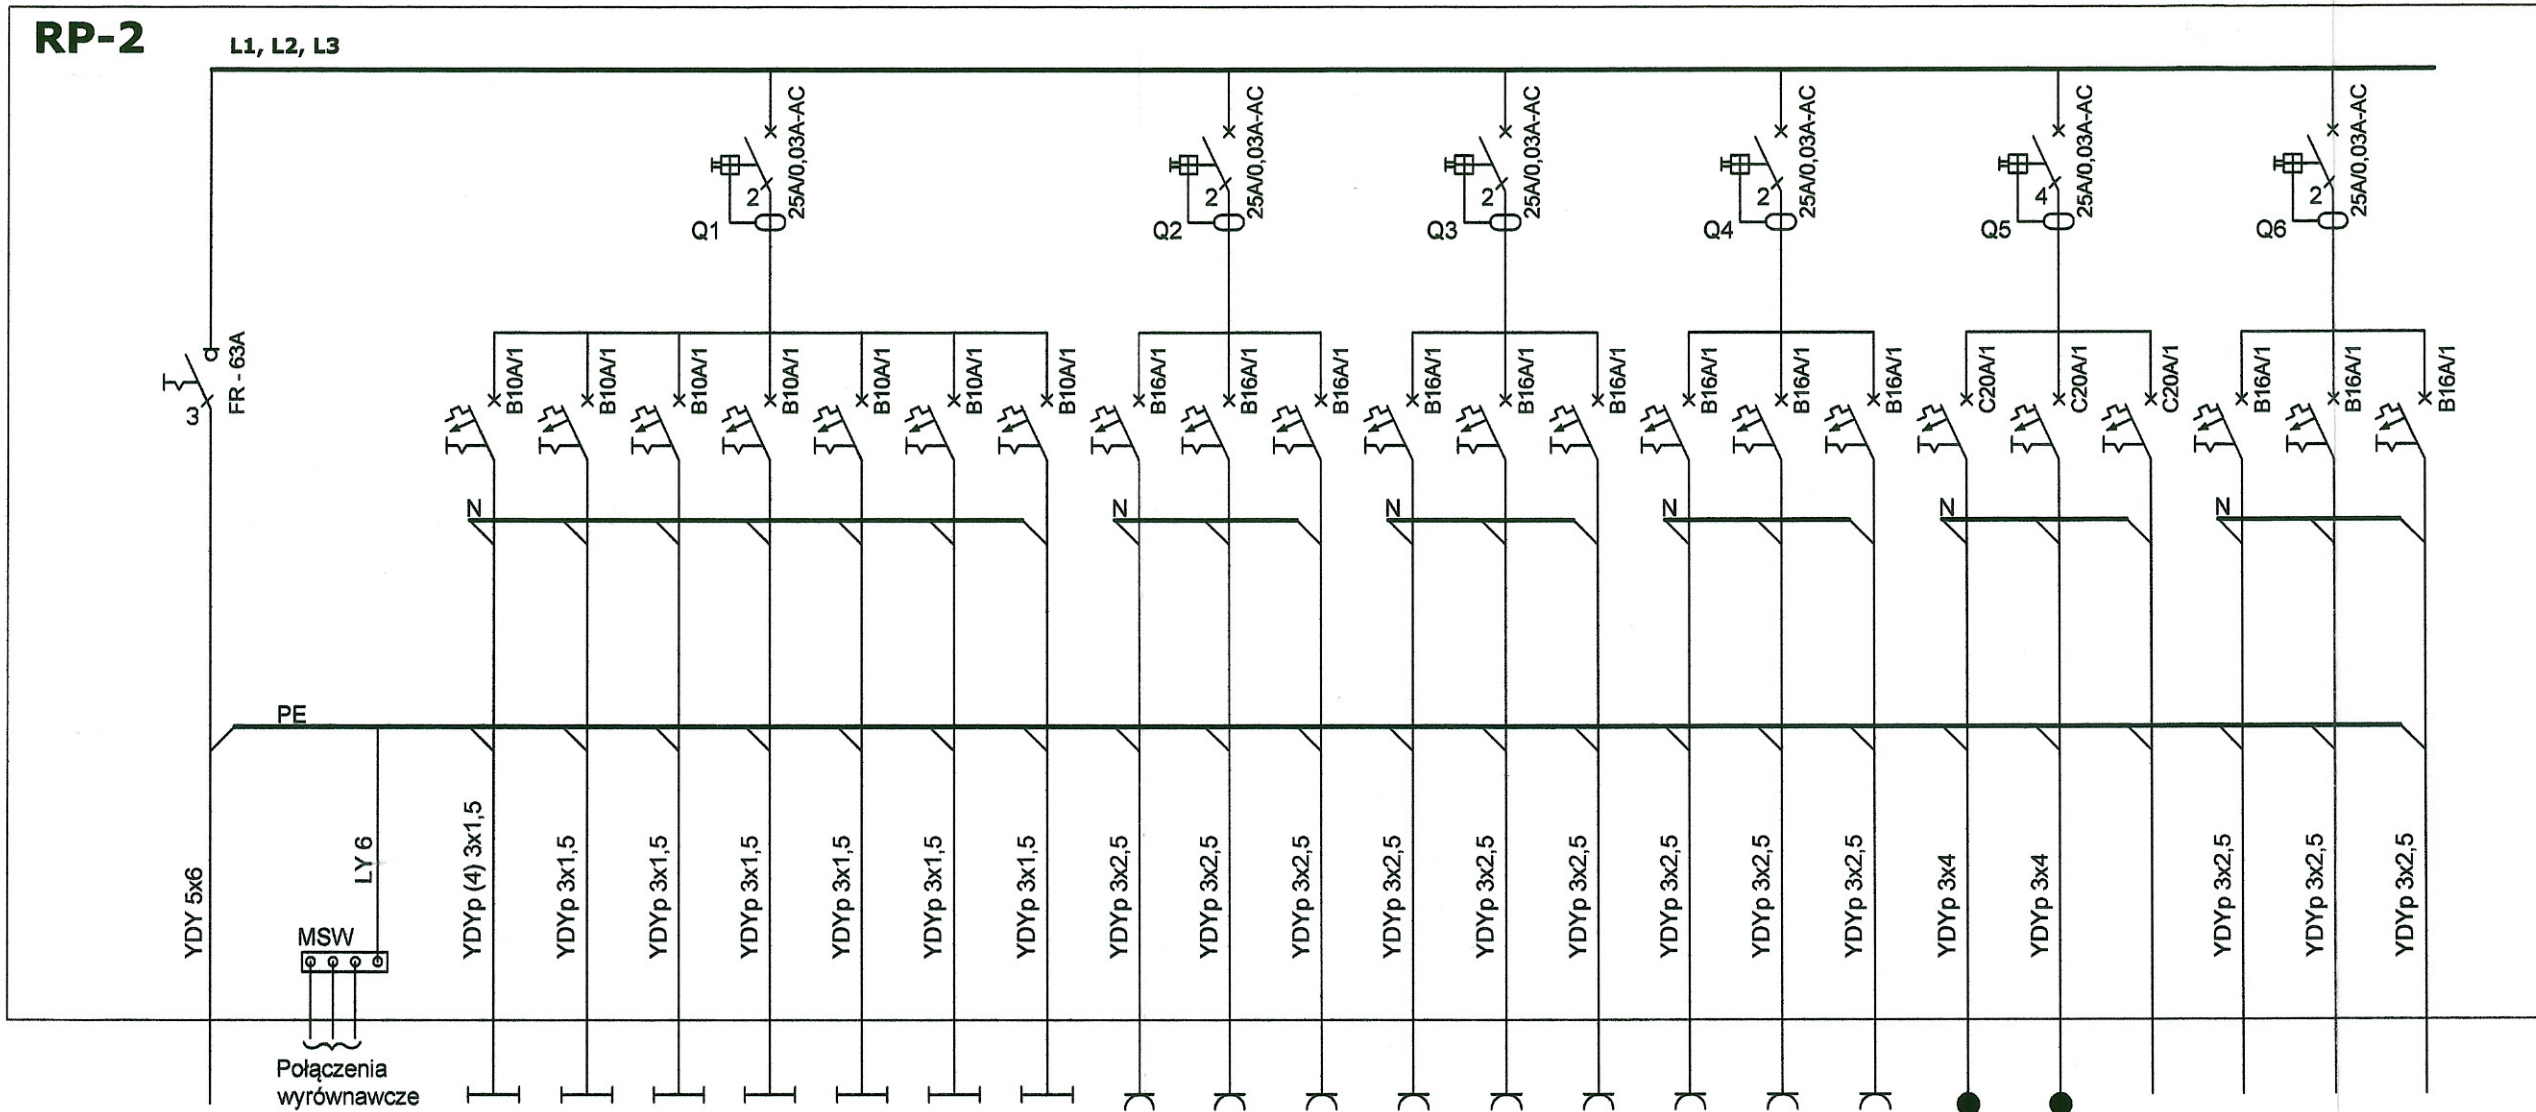 RP-2
L1, L2, L3
25A/0,03A-AC
25A/0,03A-AC
25A/0,03A-AC
25A/0,03A-AC
25A/0,03A-AC
25A/0,03A-AC
2
2
2
2
4
2
Q1
Q2
Q3
Q4
Q5
Q6
FR - 63A
3
B10A/1
B10A/1
B10A/1
B10A/1
B10A/1
B10A/1
B10A/1
B16A/1
B16A/1
B16A/1
B16A/1
B16A/1
B16A/1
B16A/1
B16A/1
B16A/1
C20A/1
C20A/1
C20A/1
B16A/1
B16A/1
B16A/1
N
N
N
N
N
N
PE
YDY 5x6
LY 6
YDYp (4) 3x1,5
YDYp 3x1,5
YDYp 3x1,5
YDYp 3x1,5
YDYp 3x1,5
YDYp 3x1,5
YDYp 3x1,5
YDYp 3x2,5
YDYp 3x2,5
YDYp 3x2,5
YDYp 3x2,5
YDYp 3x2,5
YDYp 3x2,5
YDYp 3x2,5
YDYp 3x2,5
YDYp 3x2,5
YDYp 3x4
YDYp 3x4
YDYp 3x2,5
YDYp 3x2,5
YDYp 3x2,5
MSW
Połączenia
wyrównawcze